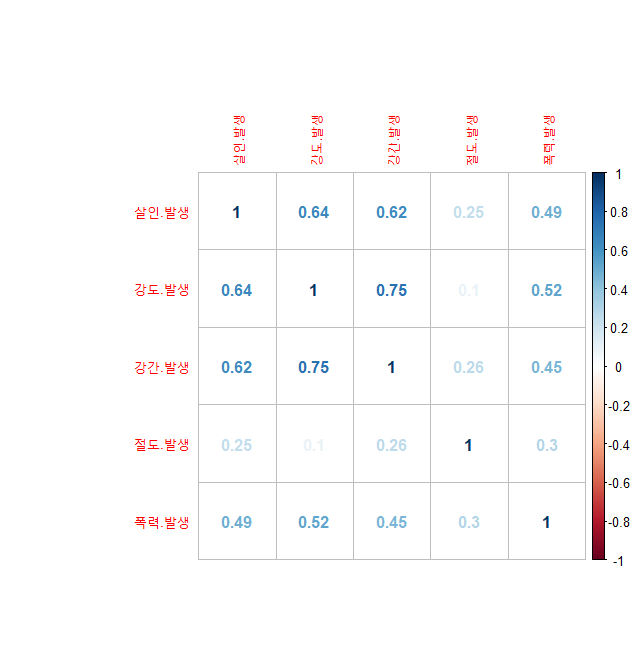 살인.발생 강도.발생 강간.발생 절도.발생 폭력.발생
살인.발생 1 0.64 0.62 0.25 0.49
강도.발생 0.64 1 0.75 0.1 0.52
강간.발생 0.62 0.75 1 0.26 0.45
절도.발생 0.25 0.1 0.26 1 0.3
폭력.발생 0.49 0.52 0.45 0.3 1
1
0.8
0.6
0.4
0.2
0
-0.2
-0.4
-0.6
-0.8
-1